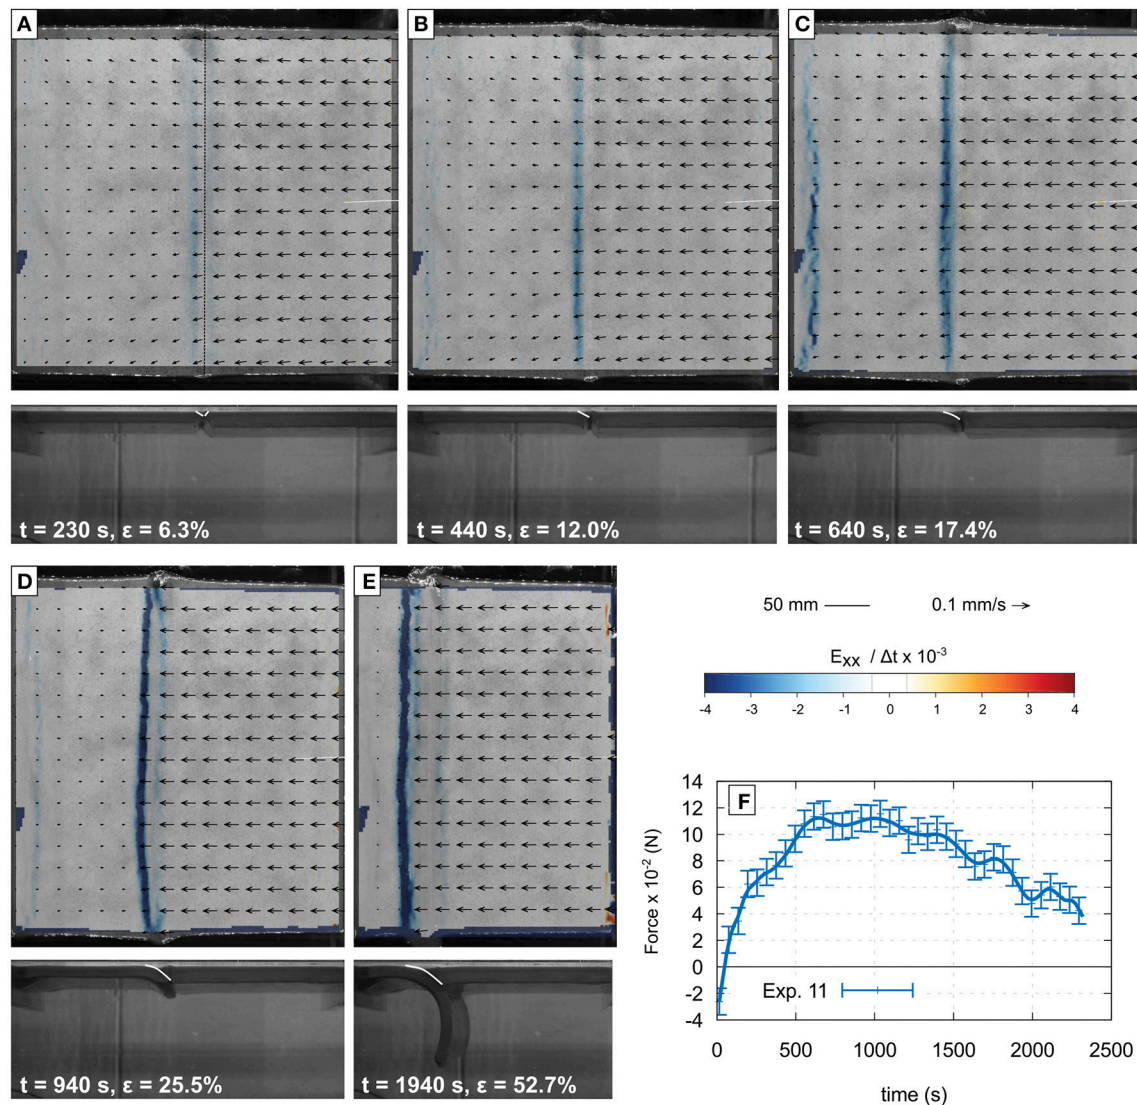 A
B
C
t = 230 s, ε = 6.3%
t = 440 s, ε = 12.0%
t = 640 s, ε = 17.4%
D
E
50 mm
0.1 mm/s
Exx / Δt x 10-3
-4 -3 -2 -1 0 1 2 3 4
t = 940 s, ε = 25.5%
t = 1940 s, ε = 52.7%
F
Force x 10-2 (N)
14
12
10
8
6
4
2
0
-2
-4
Exp. 11
0 500 1000 1500 2000 2500
time (s)